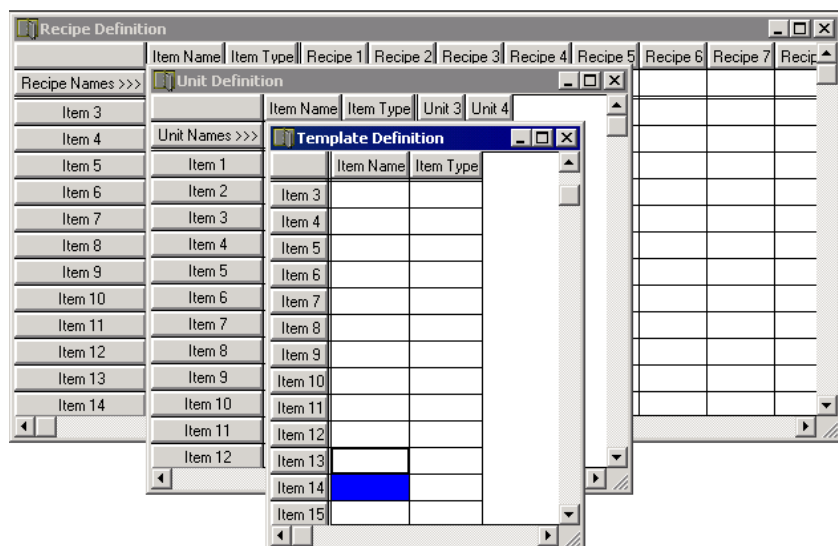 Recipe Definition
Item Name Item Type Recipe 1 Recipe 2 Recipe 3 Recipe 4 Recipe 5 Recipe 6 Recipe 7 Recip
Recipe Names >>>
Item 3
Item 4
Item 5
Item 6
Item 7
Item 8
Item 9
Item 10
Item 11
Item 12
Item 13
Item 14
Unit Definition
Item Name Item Type Unit 3 Unit 4
Unit Names >>>
Item 1
Item 2
Item 3
Item 4
Item 5
Item 6
Item 7
Item 8
Item 9
Item 10
Item 11
Item 12
Template Definition
Item Name Item Type
Item 3
Item 4
Item 5
Item 6
Item 7
Item 8
Item 9
Item 10
Item 11
Item 12
Item 13
Item 14
Item 15